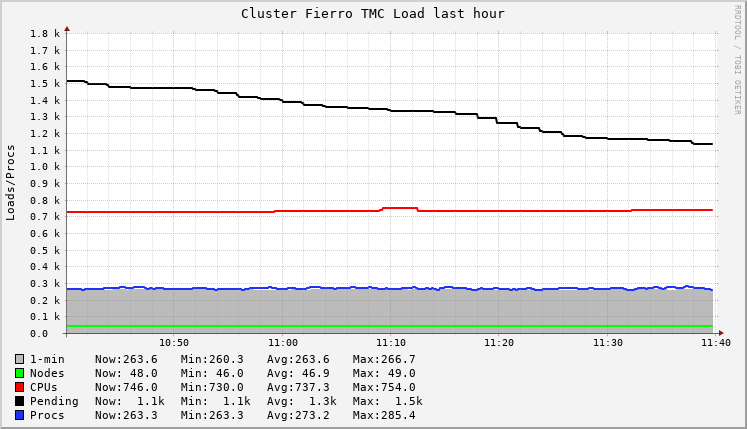 Cluster Fierro TMC Load last hour
RRDTOOL / TOBI OETIKER
Loads/Procs
1.8 k
1.7 k
1.6 k
1.5 k
1.4 k
1.3 k
1.2 k
1.1 k
1.0 k
0.9 k
0.8 k
0.7 k
0.6 k
0.5 k
0.4 k
0.3 k
0.2 k
0.1 k
0.0
10:50 11:00 11:10 11:20 11:30 11:40
1-min Now:263.6 Min:260.3 Avg:263.6 Max:266.7
Nodes Now: 48.0 Min: 46.0 Avg: 46.9 Max: 49.0
CPUs Now:746.0 Min:730.0 Avg:737.3 Max:754.0
Pending Now: 1.1k Min: 1.1k Avg: 1.3k Max: 1.5k
Procs Now:263.3 Min:263.3 Avg:273.2 Max:285.4